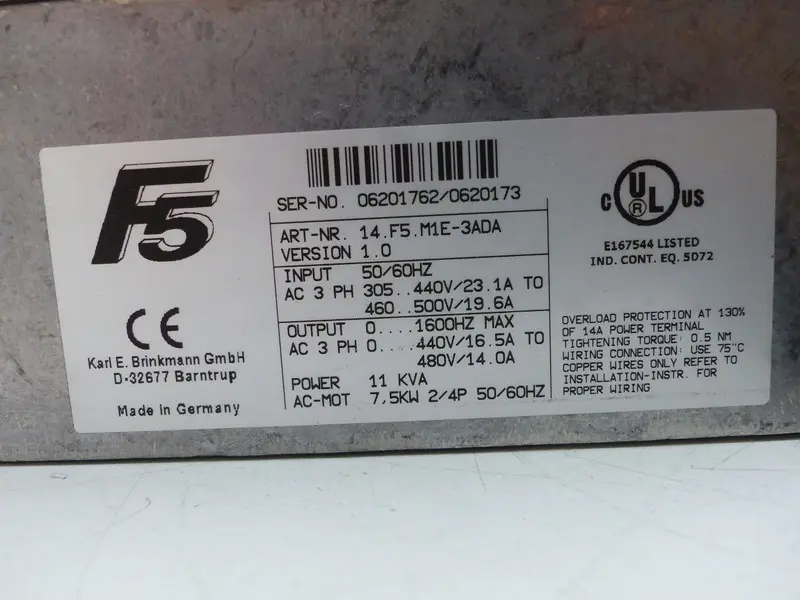 F5
SER-NO. 06201762/0620173
ART-NR. 14.F5.M1E-3ADA
VERSION 1.0
INPUT 50/60HZ
AC 3 PH 305..440V/23.1A TO
460..500V/19.6A
OUTPUT 0....1600HZ MAX
AC 3 PH 0...440V/16.5A TO
480V/14.0A
POWER 11 KVA
AC-MOT 7,5KW 2/4P 50/60HZ
CE
Karl E. Brinkmann GmbH
D-32677 Barntrup
Made in Germany
C UL US
®
E167544 LISTED
IND. CONT. EQ. 5D72
OVERLOAD PROTECTION AT 130%
OF 14A POWER TERMINAL
TIGHTENING TORQUE: 0.5 NM
WIRING CONNECTION: USE 75°C
COPPER WIRES ONLY REFER TO
INSTALLATION-INSTR. FOR
PROPER WIRING